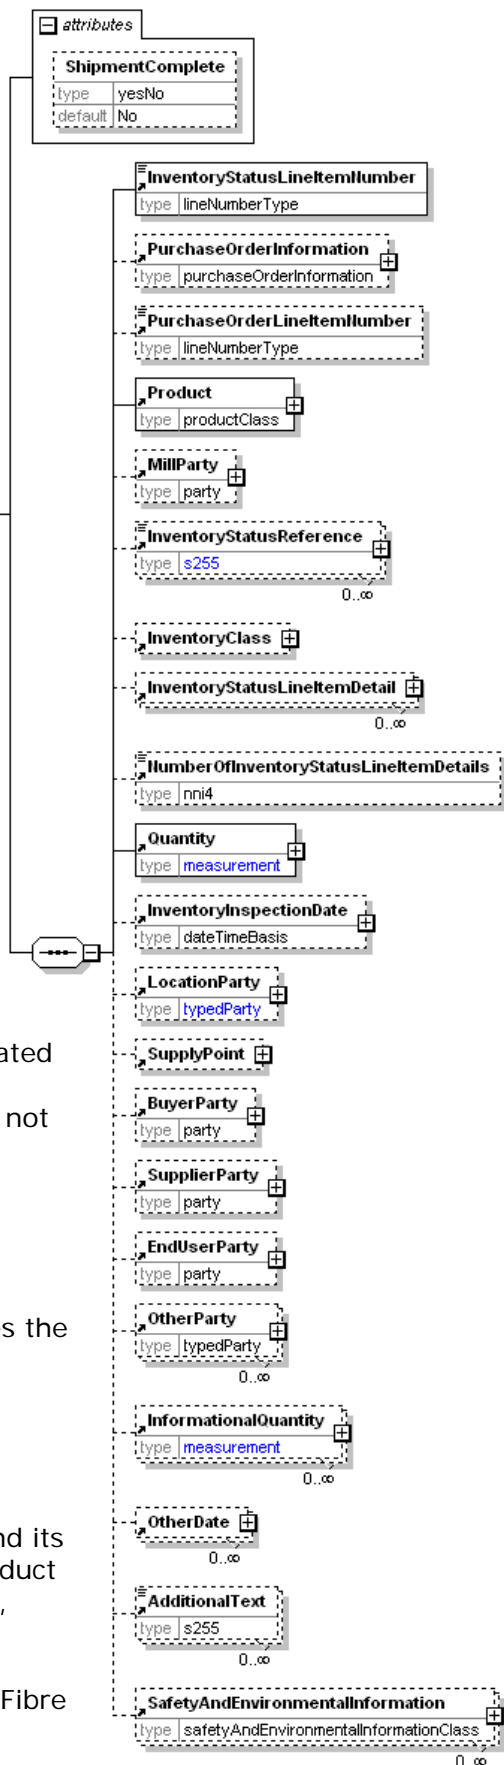 attributes
ShipmentComplete
type yesNo
default No
InventoryStatusLineItemNumber
type lineNumberType
PurchaseOrderInformation
type purchaseOrderInformation
PurchaseOrderLineItemNumber
type lineNumberType
Product
type productClass
MillParty
type party
InventoryStatusReference
type s255
0..∞
InventoryClass
InventoryStatusLineItemDetail
0..∞
NumberOfInventoryStatusLineItemDetails
type nni4
Quantity
type measurement
InventoryInspectionDate
type dateTimeBasis
LocationParty
type typedParty
ated
SupplyPoint
not
BuyerParty
type party
SupplierParty
type party
EndUserParty
type party
OtherParty
s the
type typedParty
0..∞
InformationalQuantity
type measurement
0..∞
OtherDate
nd its
0..∞
duct
AdditionalText
,
type s255
0..∞
Fibre
SafetyAndEnvironmentalInformation
type safetyAndEnvironmentalInformationClass
0..∞